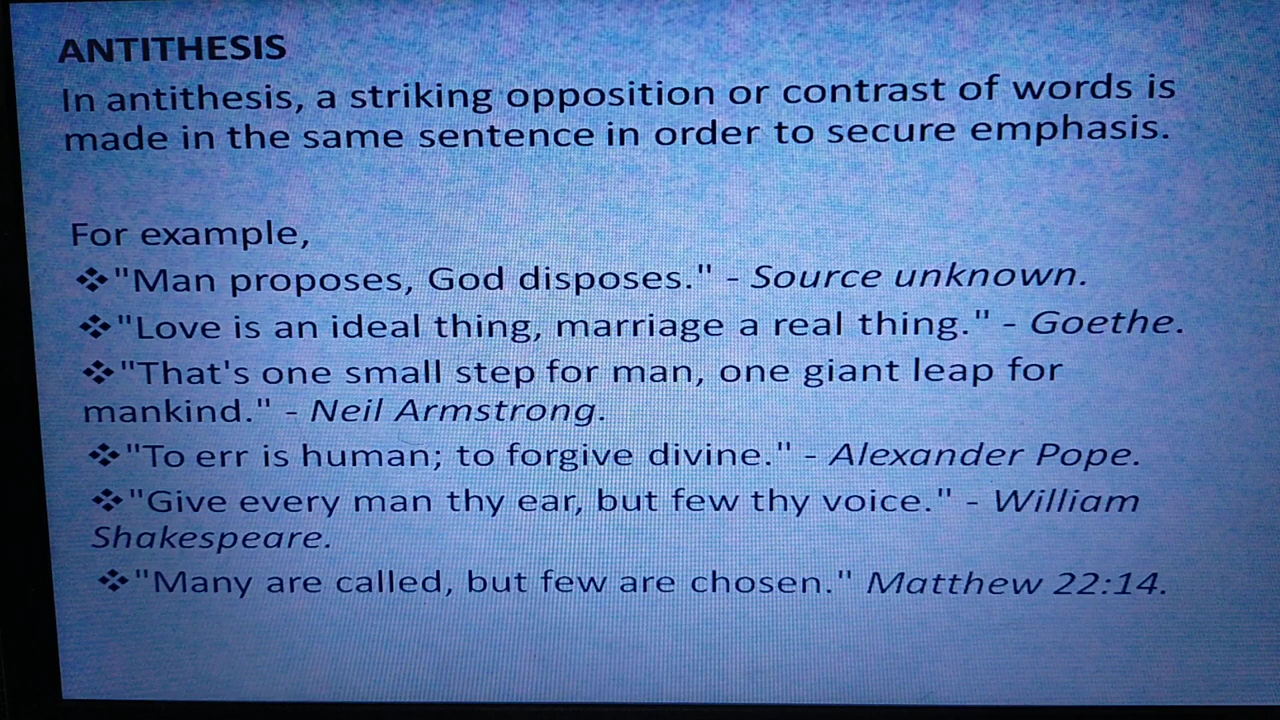 ANTITHESIS
In antithesis, a striking opposition or contrast of words is
made in the same sentence in order to secure emphasis.
For example,
❖"Man proposes, God disposes." - Source unknown.
❖"Love is an ideal thing, marriage a real thing." - Goethe.
❖"That's one small step for man, one giant leap for
mankind." - Neil Armstrong.
❖"To err is human; to forgive divine." - Alexander Pope.
❖"Give every man thy ear, but few thy voice." - William
Shakespeare.
❖"Many are called, but few are chosen." Matthew 22:14.